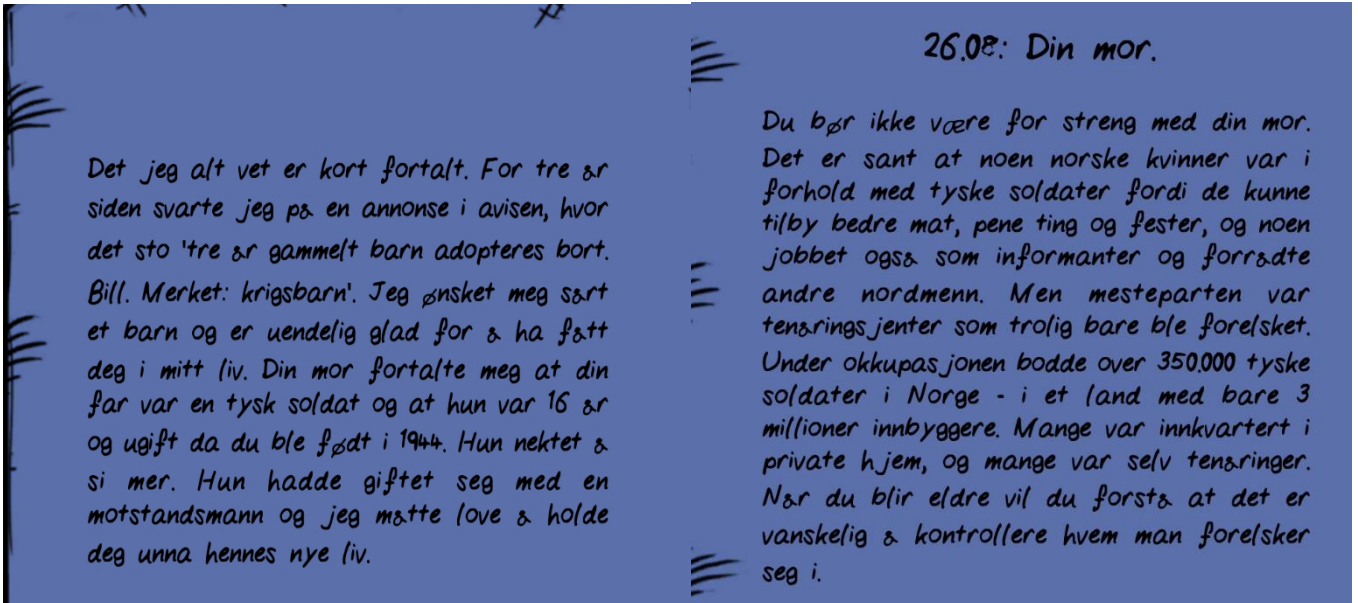 Det jeg alt vet er kort fortalt. For tre år
siden svarte jeg på en annonse i avisen, hvor
det sto 'tre år gammelt barn adopteres bort.
Bill. Merket: krigsbarn'. Jeg ønsket meg sårt
et barn og er uendelig glad for å ha fått
deg i mitt liv. Din mor fortalte meg at din
far var en tysk soldat og at hun var 16 år
og ugift da du ble født i 1944. Hun nektet å
si mer. Hun hadde giftet seg med en
motstandsmann og jeg måtte love å holde
deg unna hennes nye liv.
26.08: Din mor.
Du bør ikke være for streng med din mor.
Det er sant at noen norske kvinner var i
forhold med tyske soldater fordi de kunne
tilby bedre mat, pene ting og fester, og noen
jobbet også som informanter og forrådte
andre nordmenn. Men mesteparten var
tenåringsjenter som trolig bare ble forelsket.
Under okkupasjonen bodde over 350.000 tyske
soldater i Norge - i et land med bare 3
millioner innbyggere. Mange var innkvartert i
private hjem, og mange var selv tenåringer.
Når du blir eldre vil du forstå at det er
vanskelig å kontrollere hvem man forelsker
seg i.